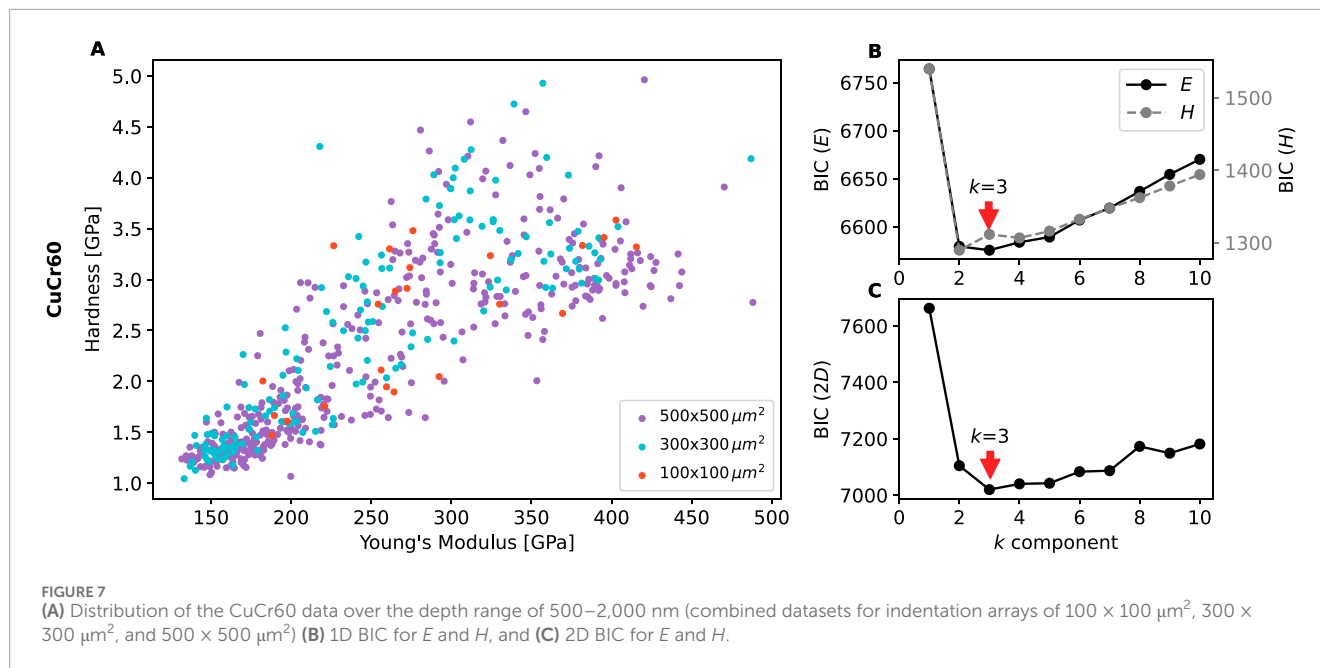 A
CuCr60
Hardness [GPa]
5.0
4.5
4.0
3.5
3.0
2.5
2.0
1.5
1.0
150 200 250 300 350 400 450 500
Young's Modulus [GPa]
500x500 μm²
300x300 μm²
100x100 μm²
B
BIC (E)
6750
6700
6650
6600
E
H
k=3
1500
1400
1300
BIC (H)
0 2 4 6 8 10
C
BIC (2D)
7600
7400
7200
7000
k=3
0 2 4 6 8 10
k component
FIGURE 7
(A) Distribution of the CuCr60 data over the depth range of 500–2,000 nm (combined datasets for indentation arrays of 100 × 100 μm², 300 ×
300 μm², and 500 × 500 μm²) (B) 1D BIC for E and H, and (C) 2D BIC for E and H.